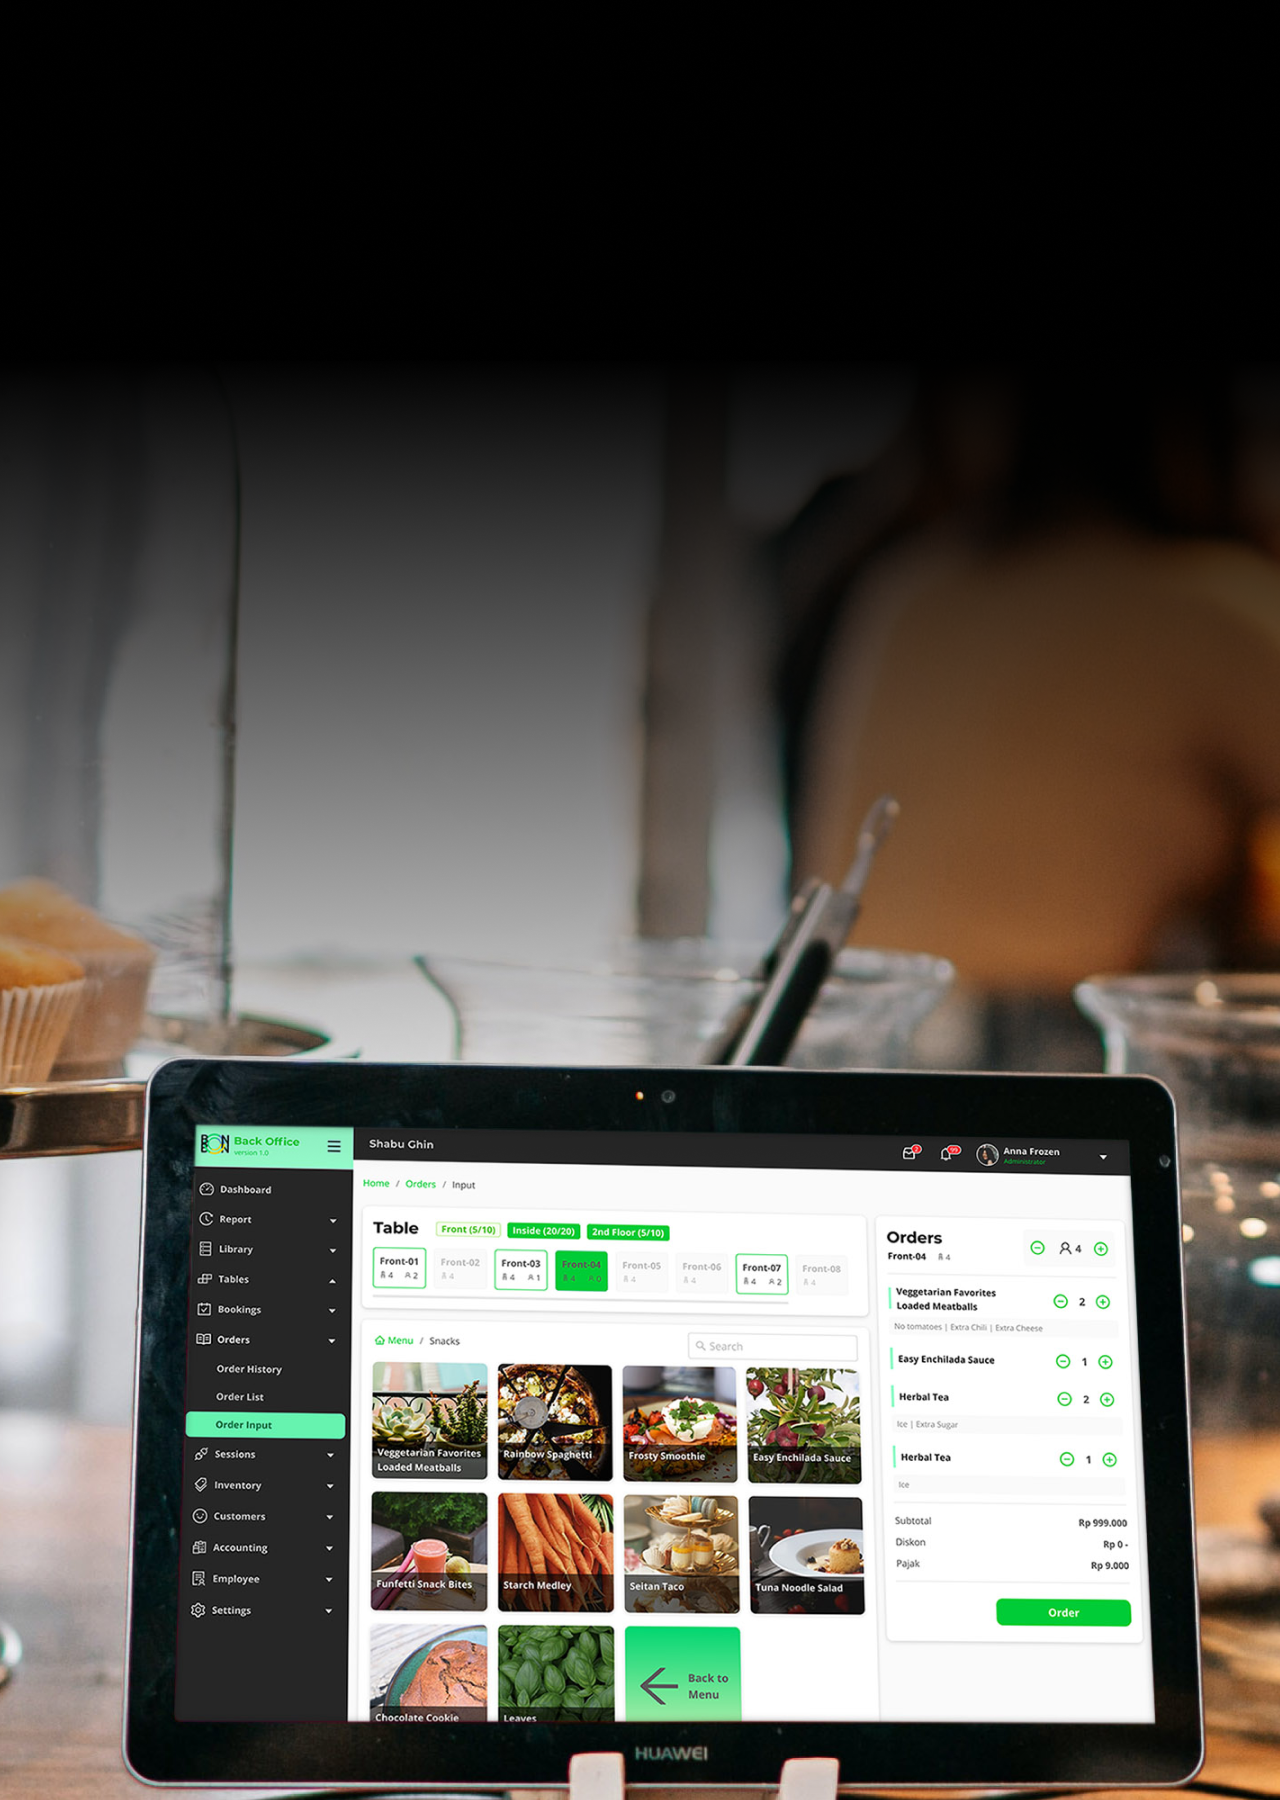 BON
BON
Back Office
version 1.0
Dashboard
Report
Library
Tables
Bookings
Orders
Order History
Order List
Order Input
Sessions
Inventory
Customers
Accounting
Employee
Settings
Shabu Ghin
Anna Frozen
Administrator
Home / Orders / Input
Table
Front (5/10)
Inside (20/20)
2nd Floor (5/10)
Front-01
4 2
Front-02
4
Front-03
4 1
Front-04
4 0
Front-05
4
Front-06
4
Front-07
4 2
Front-08
4
Menu / Snacks
Search
Veggetarian Favorites
Loaded Meatballs
Rainbow Spaghetti
Frosty Smoothie
Easy Enchilada Sauce
Funfetti Snack Bites
Starch Medley
Seitan Taco
Tuna Noodle Salad
Chocolate Cookie
Leaves
Back to
Menu
Orders
Front-04 4
4
Veggetarian Favorites
Loaded Meatballs
2
No tomatoes | Extra Chili | Extra Cheese
Easy Enchilada Sauce
1
Herbal Tea
2
Ice | Extra Sugar
Herbal Tea
1
Ice
Subtotal Rp 999.000
Diskon Rp 0 -
Pajak Rp 9.000
Order
HUAWEI